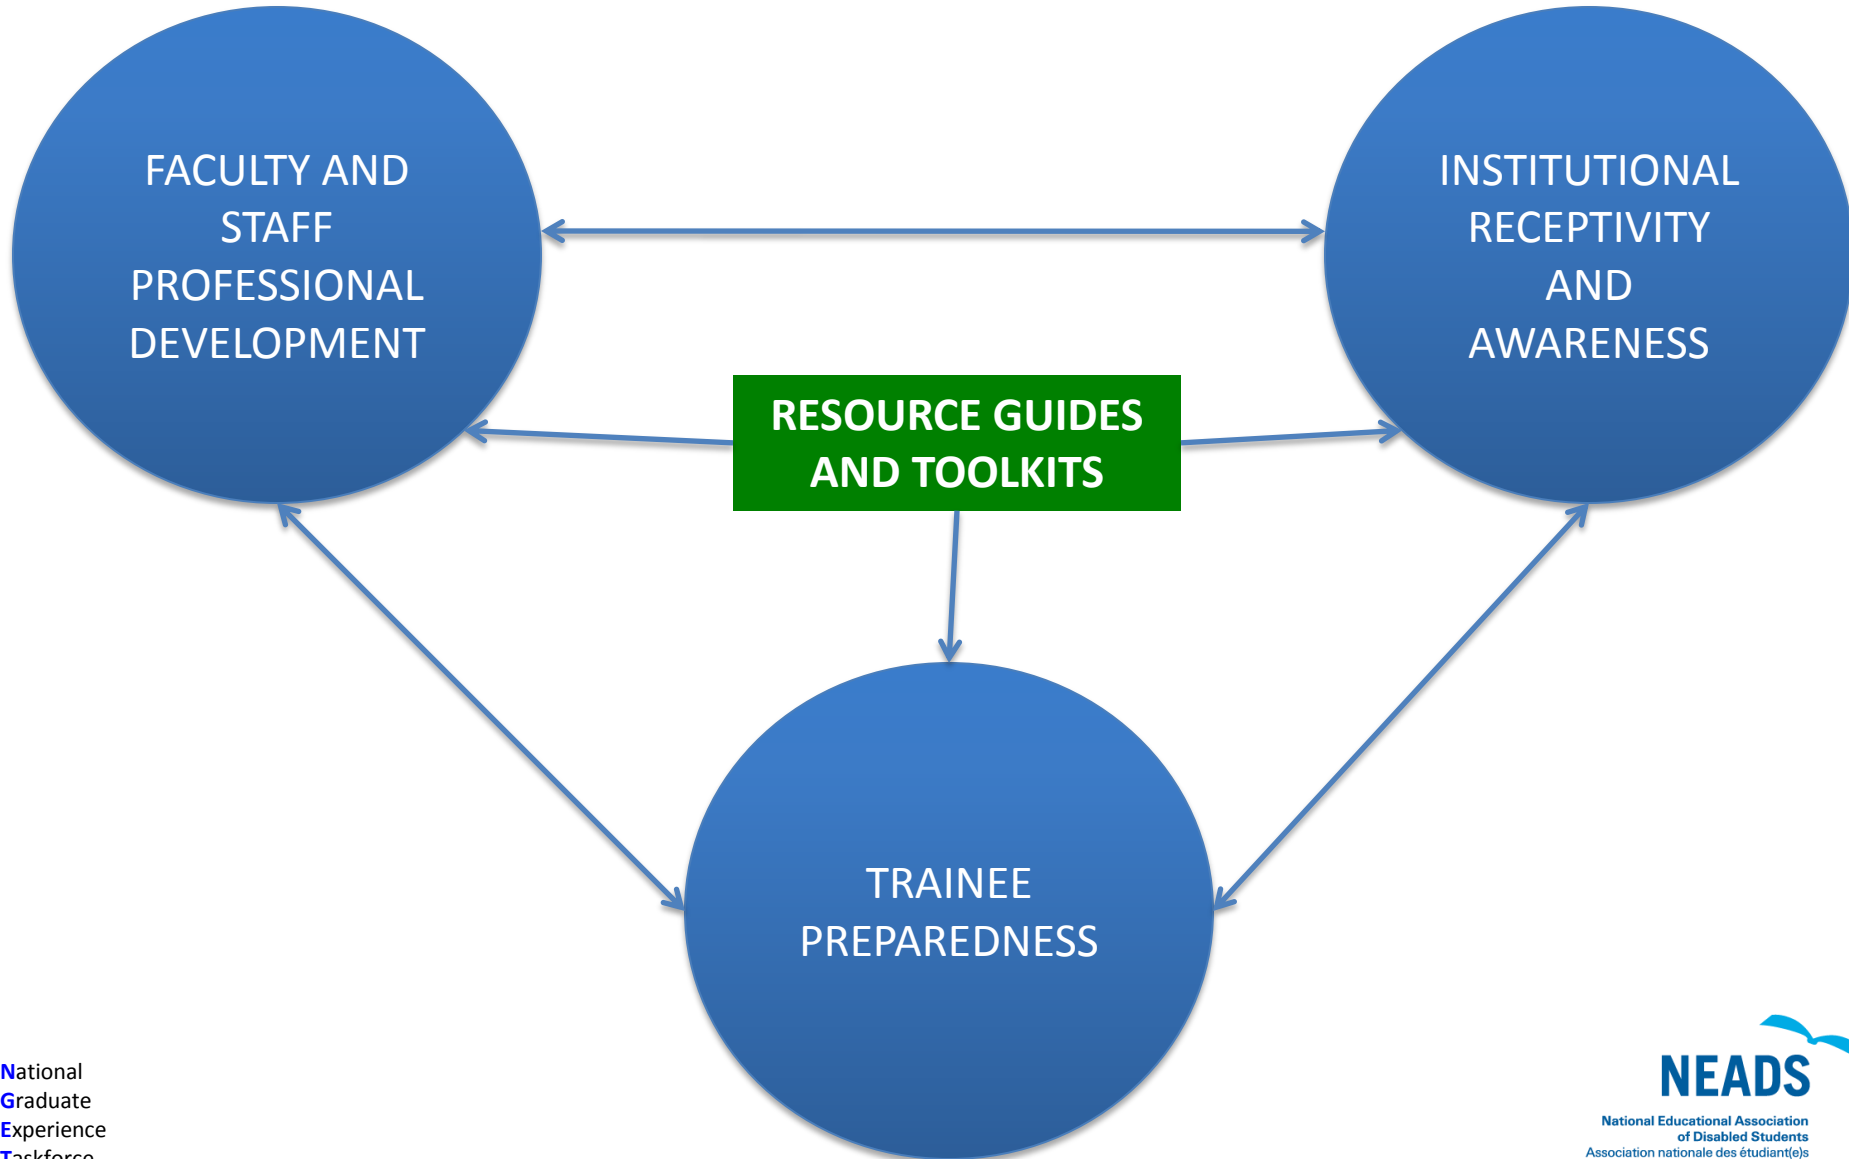 FACULTY AND
STAFF
PROFESSIONAL
DEVELOPMENT
INSTITUTIONAL
RECEPTIVITY
AND
AWARENESS
RESOURCE GUIDES
AND TOOLKITS
TRAINEE
PREPAREDNESS
National
Graduate
Experience
Taskforce
NEADS
National Educational Association
of Disabled Students
Association nationale des étudiant(e)s